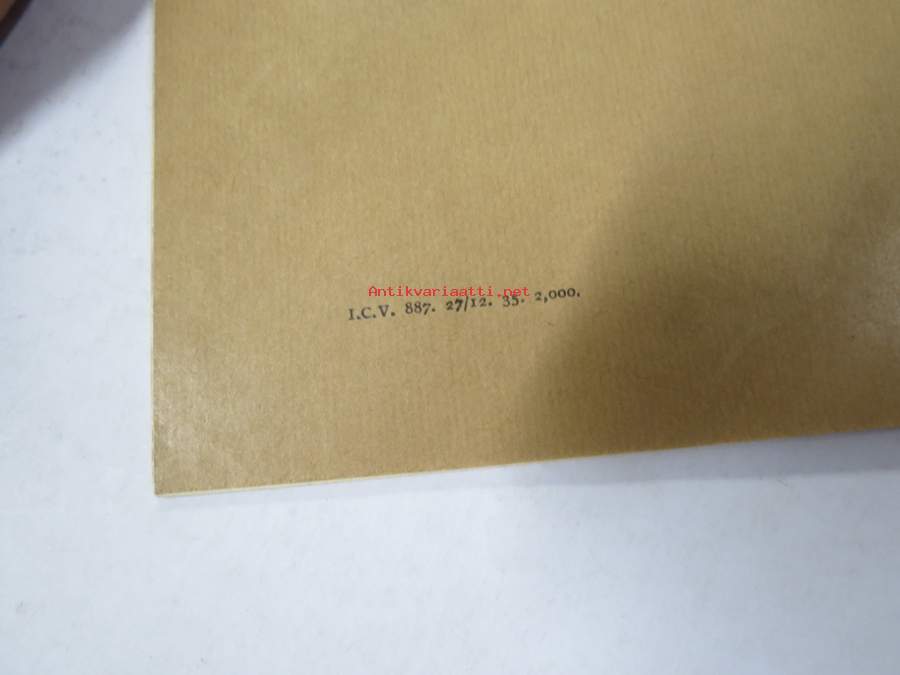 Antikvariaatti.net
I.C.V. 887. 27/12. 35. 2,000.